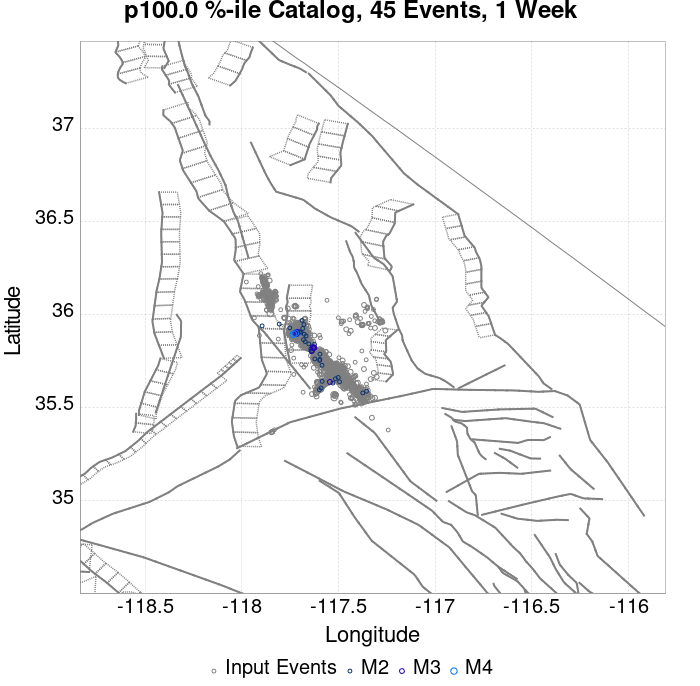 p100.0 %-ile Catalog, 45 Events, 1 Week
37
36.5
36
35.5
35
Latitude
-118.5 -118 -117.5 -117 -116.5 -116
Longitude
Input Events M2 M3 M4